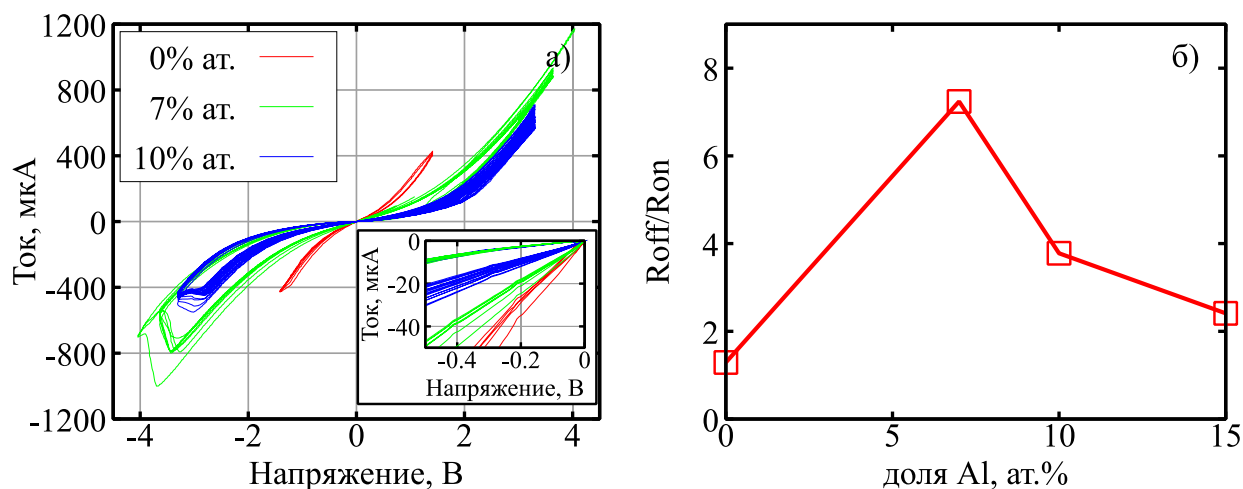 1200
800
400
0
-400
-800
-1200
Ток, мкА
0% ат.
7% ат.
10% ат.
а)
-4
-2
0
2
4
Напряжение, В
0
-20
-40
Ток, мкА
-0.4
-0.2
0
Напряжение, В
б)
8
6
4
2
0
Roff/Ron
0
5
10
15
доля Al, ат.%